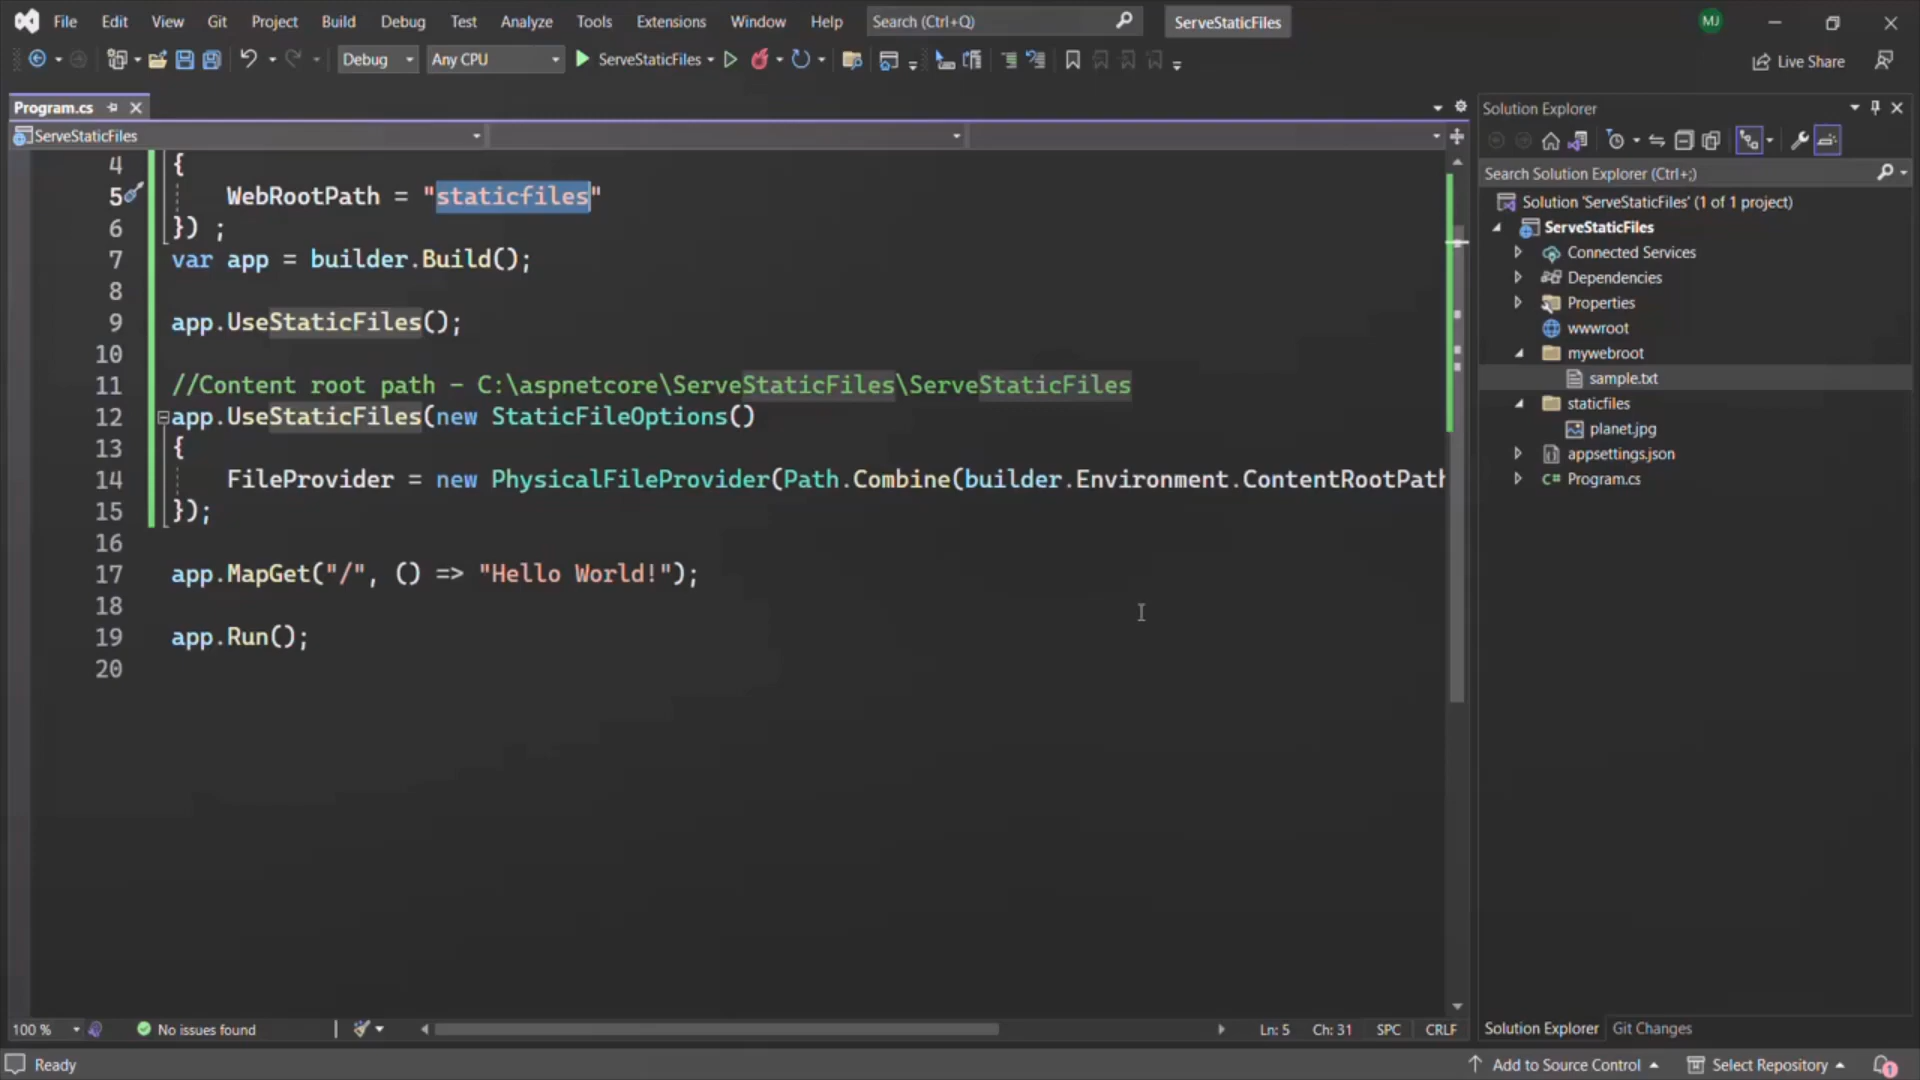 File Edit View Git Project Build Debug Test Analyze Tools Extensions Window Help Search (Ctrl+Q) ServeStaticFiles MJ
Debug Any CPU ServeStaticFiles Live Share
Program.cs
ServeStaticFiles
4 {
5 WebRootPath = "staticfiles"
6 }) ;
7 var app = builder.Build();
8
9 app.UseStaticFiles();
10
11 //Content root path - C:\aspnetcore\ServeStaticFiles\ServeStaticFiles
12 app.UseStaticFiles(new StaticFileOptions()
13 {
14 FileProvider = new PhysicalFileProvider(Path.Combine(builder.Environment.ContentRootPath
15 });
16
17 app.MapGet("/", () => "Hello World!");
18
19 app.Run();
20
Solution Explorer
Search Solution Explorer (Ctrl+;)
Solution 'ServeStaticFiles' (1 of 1 project)
ServeStaticFiles
Connected Services
Dependencies
Properties
wwwroot
mywebroot
sample.txt
staticfiles
planet.jpg
appsettings.json
C# Program.cs
100 % No issues found Ln: 5 Ch: 31 SPC CRLF
Solution Explorer Git Changes
Ready Add to Source Control Select Repository 1